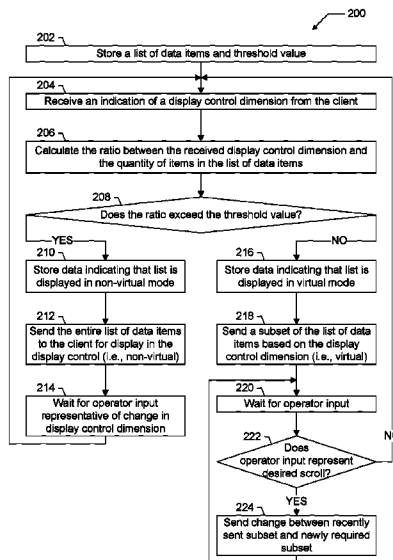 200
202
Store a list of data items and threshold value
204
Receive an indication of a display control dimension from the client
206
Calculate the ratio between the received display control dimension and
the quantity of items in the list of data items
208
Does the ratio exceed the threshold value?
YES
NO
210
Store data indicating that list is
displayed in non-virtual mode
216
Store data indicating that list is
displayed in virtual mode
212
Send the entire list of data items
to the client for display in the
display control (i.e., non-virtual)
218
Send a subset of the list of data
items based on the display
control dimension (i.e., virtual)
214
Wait for operator input
representative of change in
display control dimension
220
Wait for operator input
222
Does
operator input represent
desired scroll?
YES
224
Send change between recently
sent subset and newly required
subset